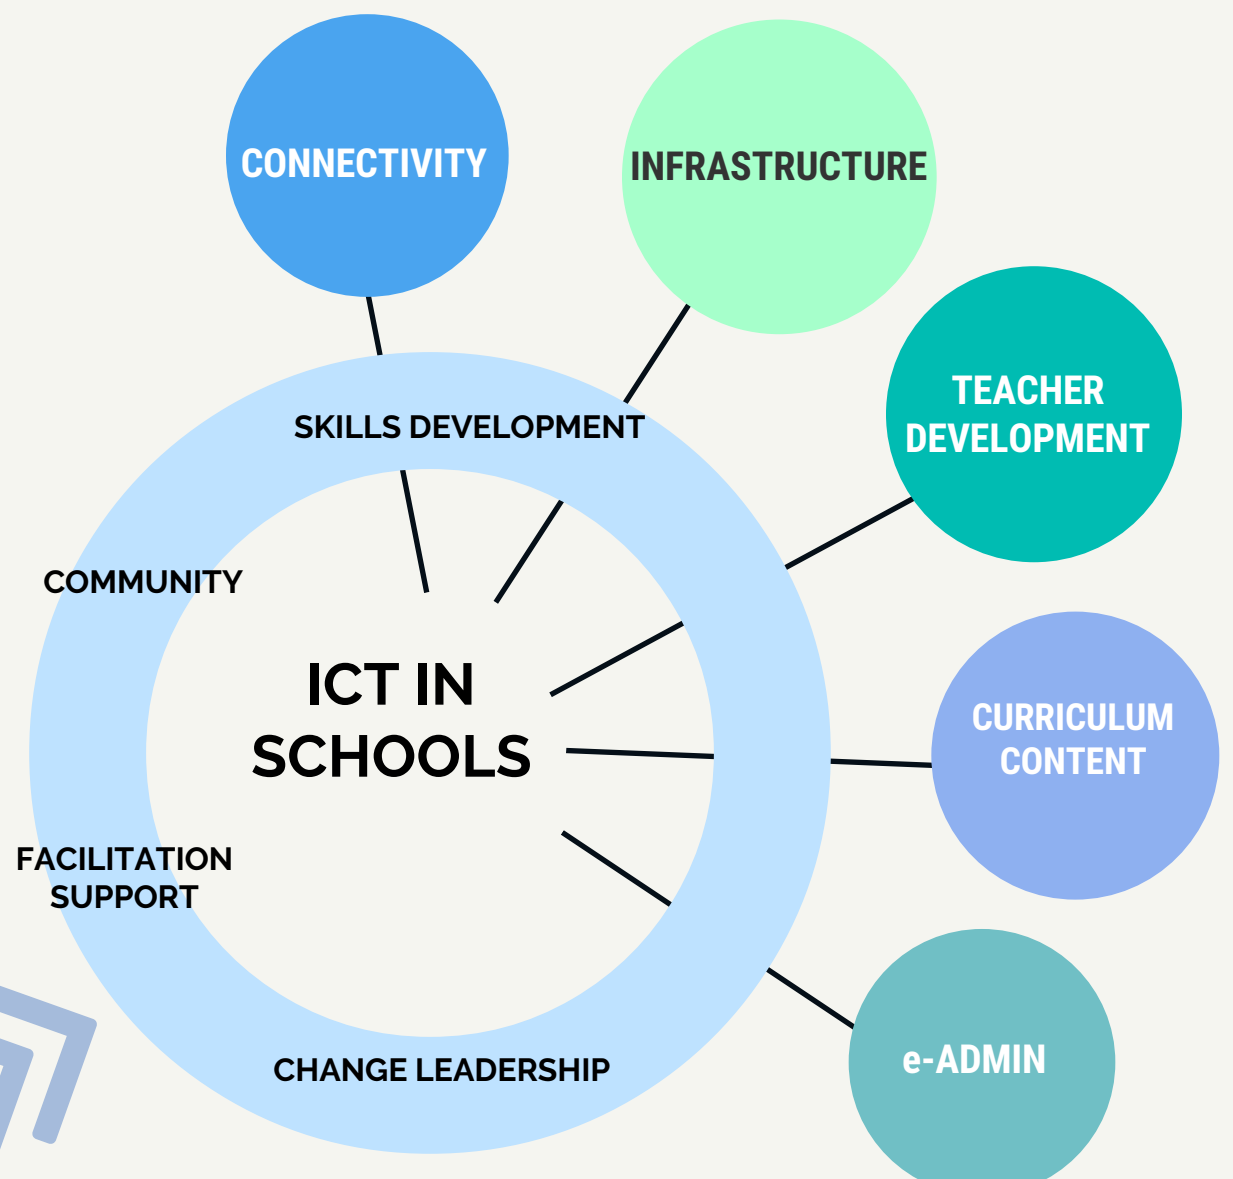 CONNECTIVITY
INFRASTRUCTURE
TEACHER
DEVELOPMENT
SKILLS DEVELOPMENT
COMMUNITY
ICT IN
SCHOOLS
CURRICULUM
CONTENT
FACILITATION
SUPPORT
CHANGE LEADERSHIP
e-ADMIN